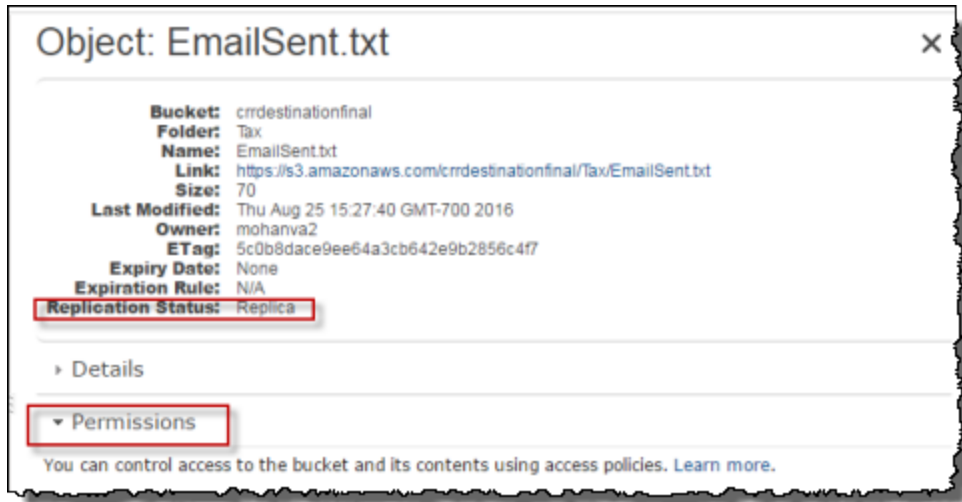 Object: EmailSent.txt
Bucket: crrdestinationfinal
Folder: Tax
Name: EmailSent.txt
Link: https://s3.amazonaws.com/crrdestinationfinal/Tax/EmailSent.txt
Size: 70
Last Modified: Thu Aug 25 15:27:40 GMT-700 2016
Owner: mohanva2
ETag: 5c0b8dace9ee64a3cb642e9b2856c4f7
Expiry Date: None
Expiration Rule: N/A
Replication Status: Replica
Details
Permissions
You can control access to the bucket and its contents using access policies. Learn more.